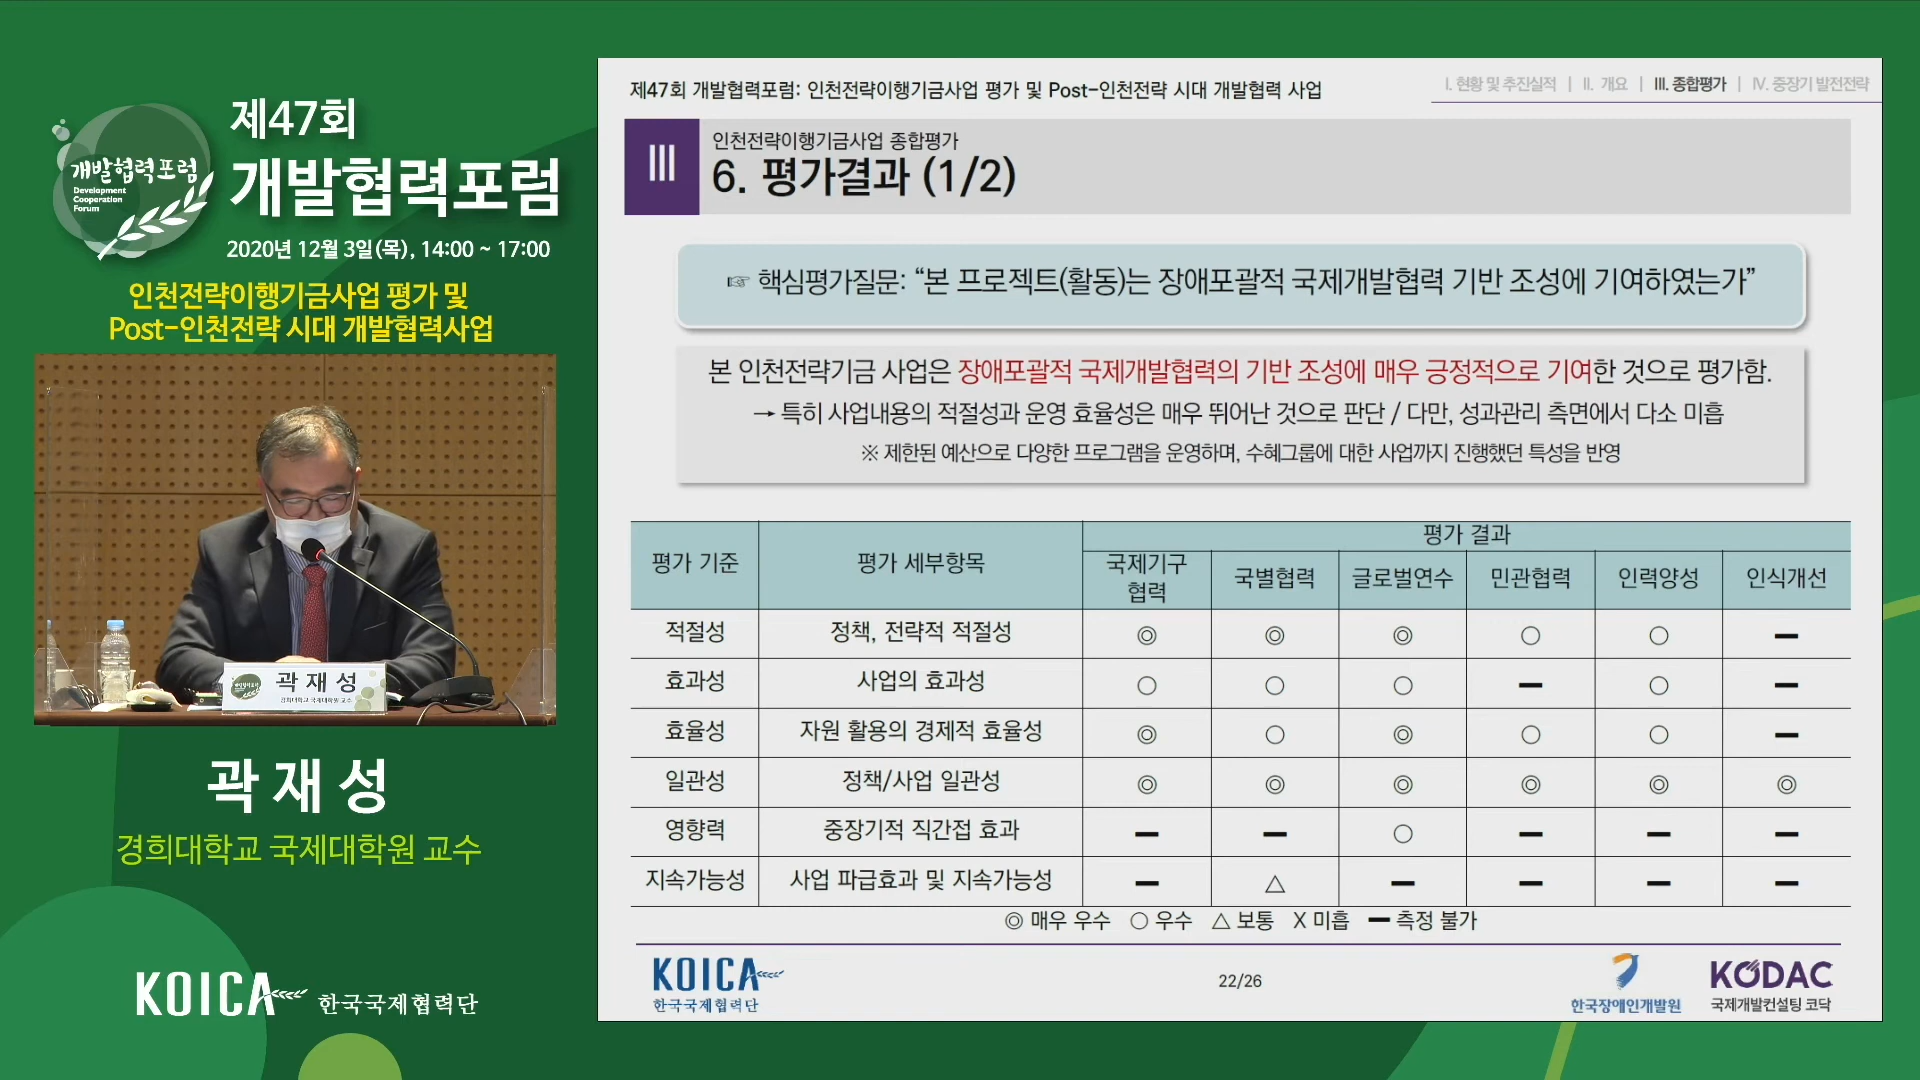 제47회
개발협력포럼
개발협력포럼
Development
Cooperation
Forum
2020년 12월 3일(목), 14:00 ~ 17:00
인천전략이행기금사업 평가 및
Post-인천전략 시대 개발협력사업
곽 재 성
경희대학교 국제대학원 교수
곽 재 성
경희대학교 국제대학원 교수
KOICA 한국국제협력단
제47회 개발협력포럼: 인천전략이행기금사업 평가 및 Post-인천전략 시대 개발협력 사업
I. 현황 및 추진실적 | II. 개요 | III. 종합평가 | IV. 중장기 발전전략
III
인천전략이행기금사업 종합평가
6. 평가결과 (1/2)
☞ 핵심평가질문: “본 프로젝트(활동)는 장애포괄적 국제개발협력 기반 조성에 기여하였는가”
본 인천전략기금 사업은 장애포괄적 국제개발협력의 기반 조성에 매우 긍정적으로 기여한 것으로 평가함.
→ 특히 사업내용의 적절성과 운영 효율성은 매우 뛰어난 것으로 판단 / 다만, 성과관리 측면에서 다소 미흡
※ 제한된 예산으로 다양한 프로그램을 운영하며, 수혜그룹에 대한 사업까지 진행했던 특성을 반영
평가 기준 평가 세부항목 평가 결과
국제기구 협력 국별협력 글로벌연수 민관협력 인력양성 인식개선
적절성 정책, 전략적 적절성 ◎ ◎ ◎ ○ ○ ━
효과성 사업의 효과성 ○ ○ ○ ━ ○ ━
효율성 자원 활용의 경제적 효율성 ◎ ○ ◎ ○ ○ ━
일관성 정책/사업 일관성 ◎ ◎ ◎ ◎ ◎ ◎
영향력 중장기적 직간접 효과 ━ ━ ○ ━ ━ ━
지속가능성 사업 파급효과 및 지속가능성 ━ △ ━ ━ ━ ━
◎ 매우 우수 ○ 우수 △ 보통 X 미흡 ━ 측정 불가
KOICA
한국국제협력단
22/26
한국장애인개발원
KODAC
국제개발컨설팅 코닥